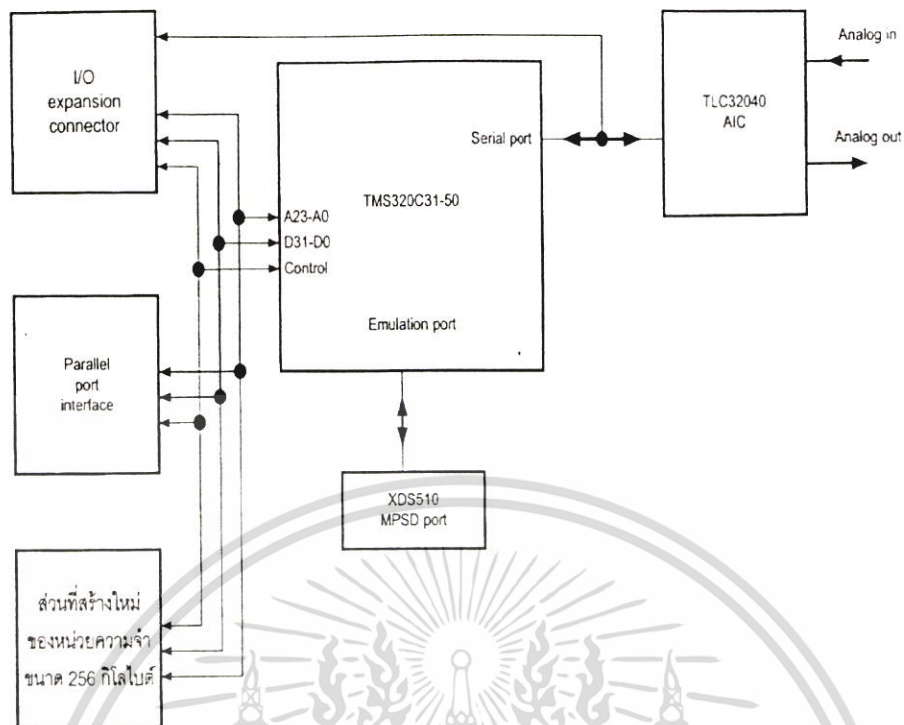 I/O
expansion
connector
Analog in
TLC32040
AIC
Analog out
Serial port
TMS320C31-50
A23-A0
D31-D0
Control
Emulation port
Parallel
port
interface
XDS510
MPSD port
ส่วนที่สร้างใหม่
ของหน่วยความจำ
ขนาด 256 กิโลไบต์